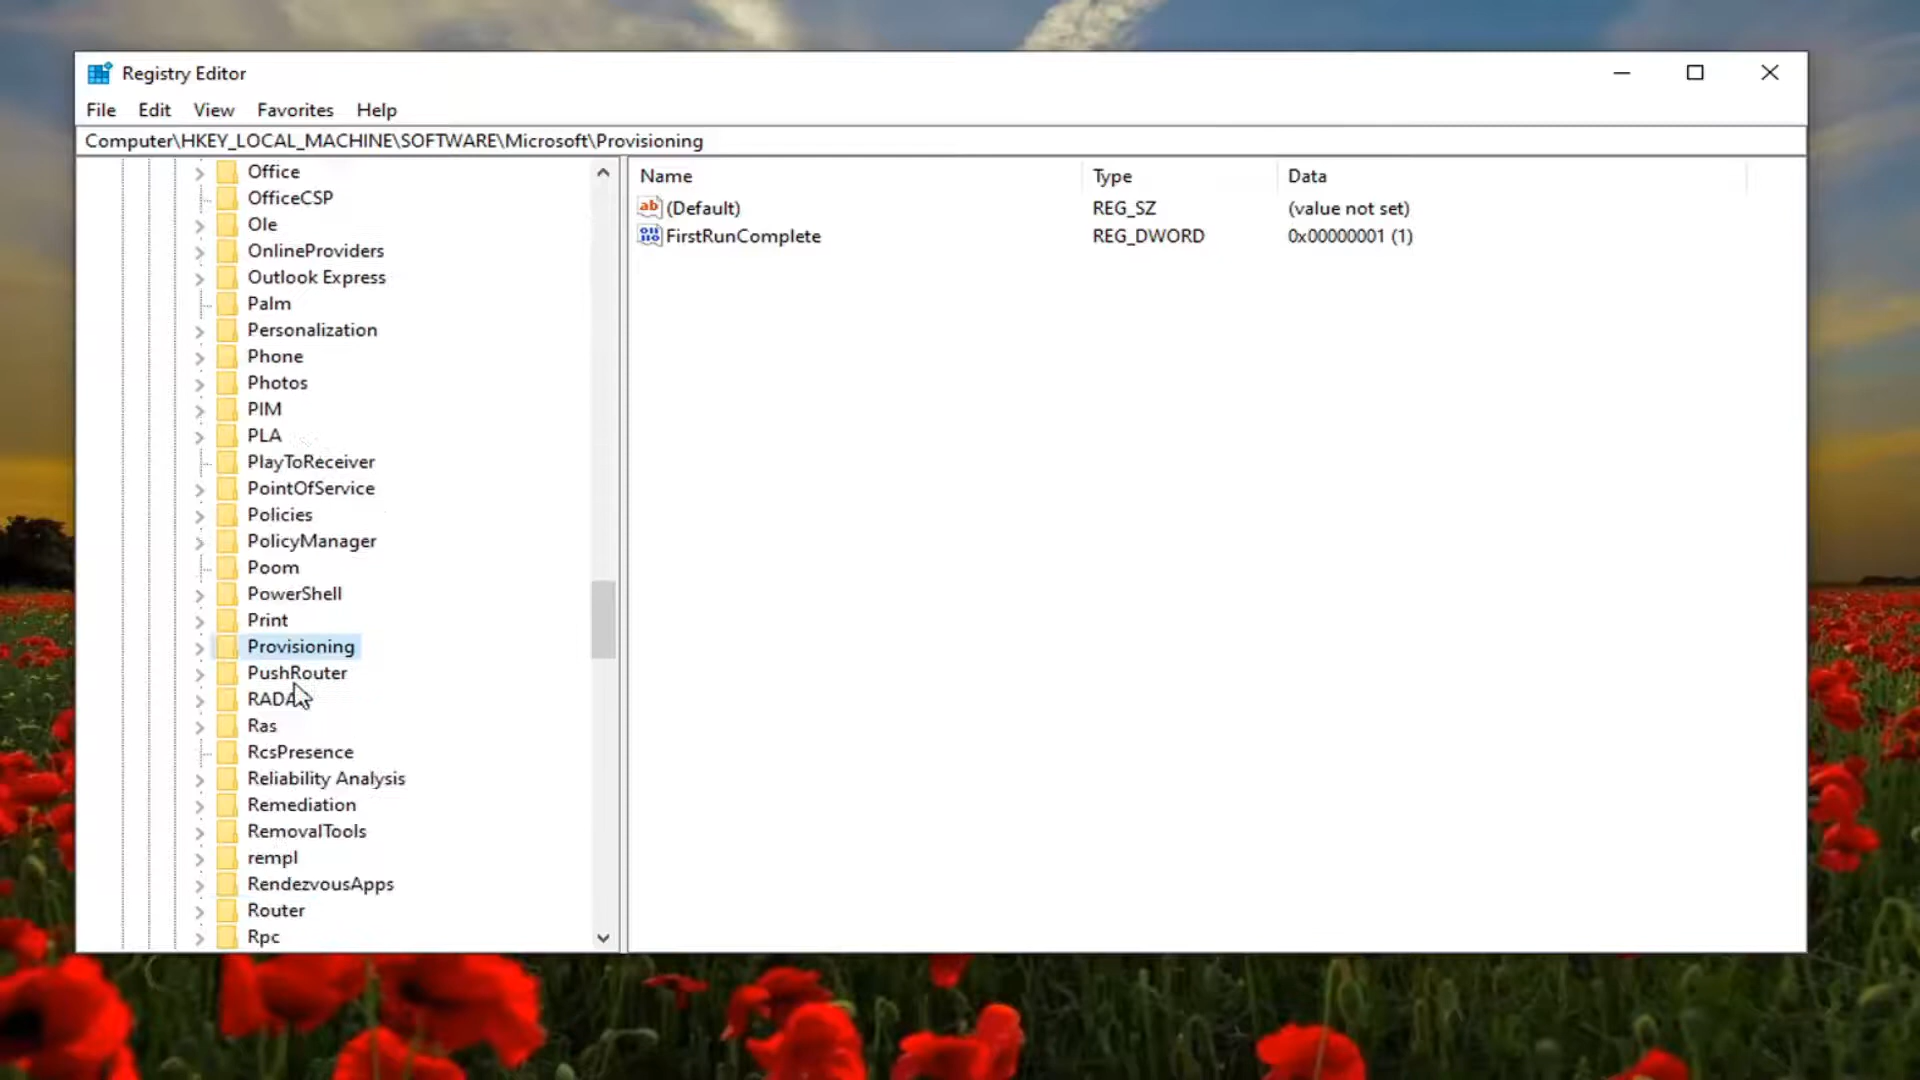 Registry Editor
File Edit View Favorites Help
Computer\HKEY_LOCAL_MACHINE\SOFTWARE\Microsoft\Provisioning
Office
OfficeCSP
Ole
OnlineProviders
Outlook Express
Palm
Personalization
Phone
Photos
PIM
PLA
PlayToReceiver
PointOfService
Policies
PolicyManager
Poom
PowerShell
Print
Provisioning
PushRouter
RADAR
Ras
RcsPresence
Reliability Analysis
Remediation
RemovalTools
rempl
RendezvousApps
Router
Rpc
Name Type Data
(Default) REG_SZ (value not set)
FirstRunComplete REG_DWORD 0x00000001 (1)